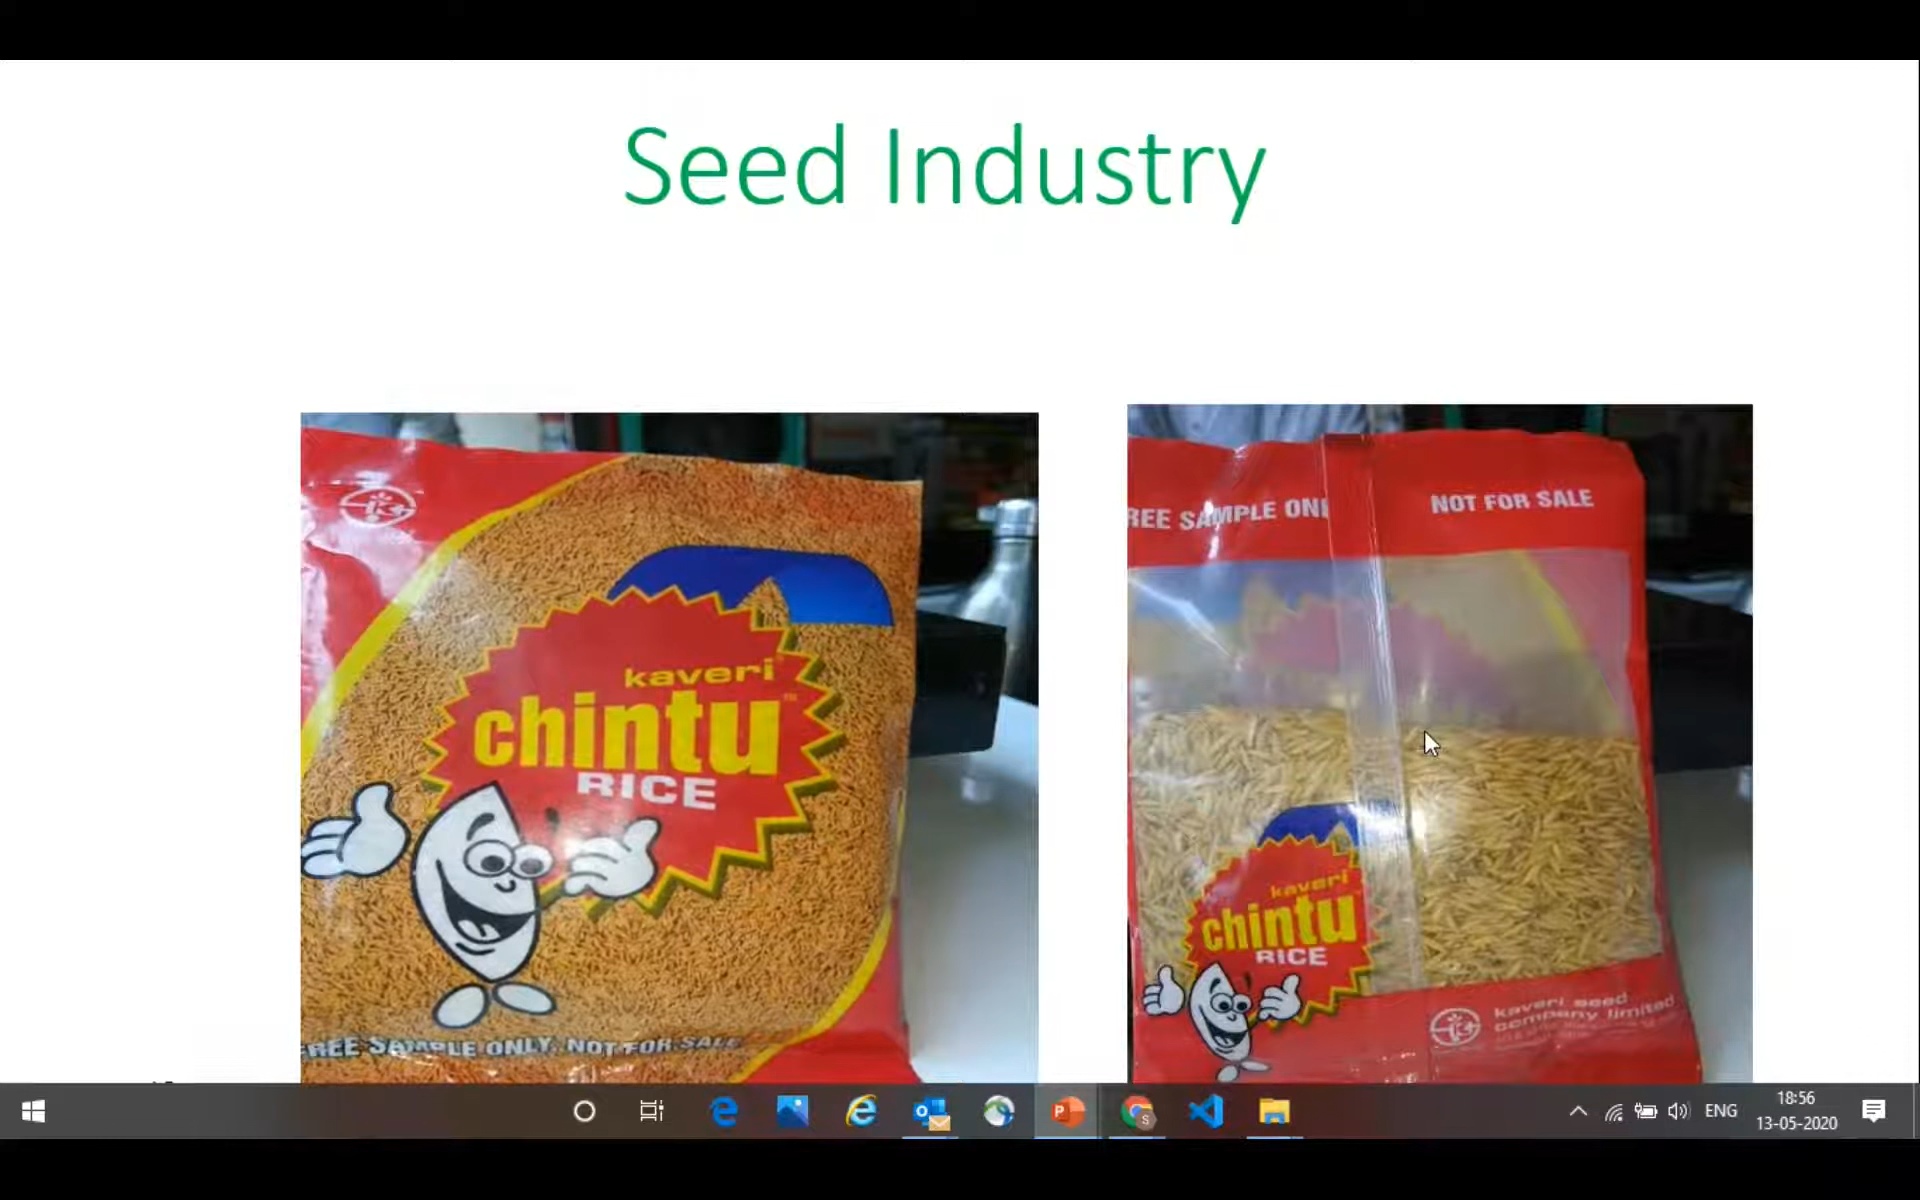 Seed Industry
kaveri
chintu™
RICE
FREE SAMPLE ONLY. NOT FOR SALE
REE SAMPLE ONL
NOT FOR SALE
kaveri
chintu
RICE
kaveri seed
company limited
ENG
18:56
13-05-2020